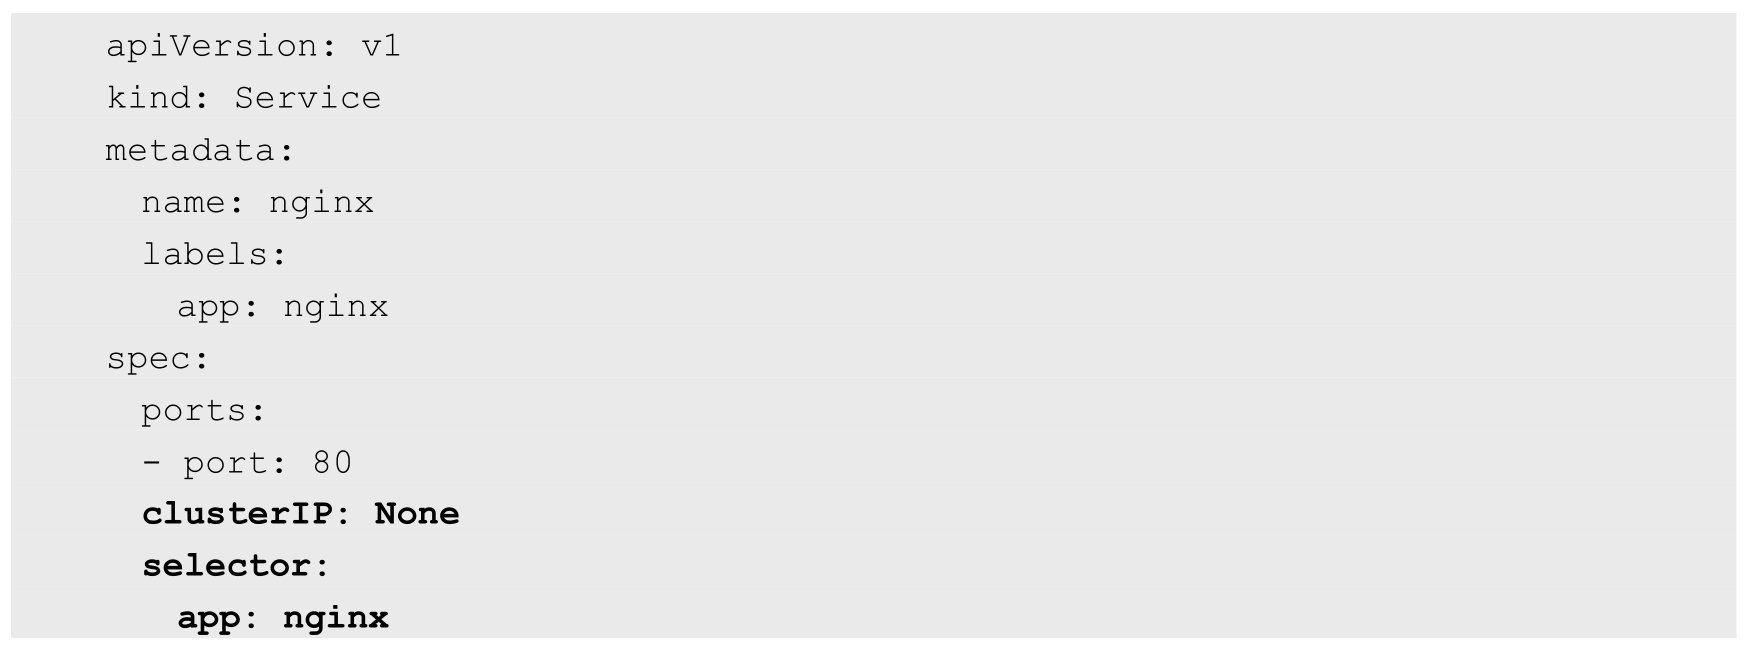 apiVersion: v1
kind: Service
metadata:
  name: nginx
  labels:
    app: nginx
spec:
  ports:
  - port: 80
  clusterIP: None
  selector:
    app: nginx